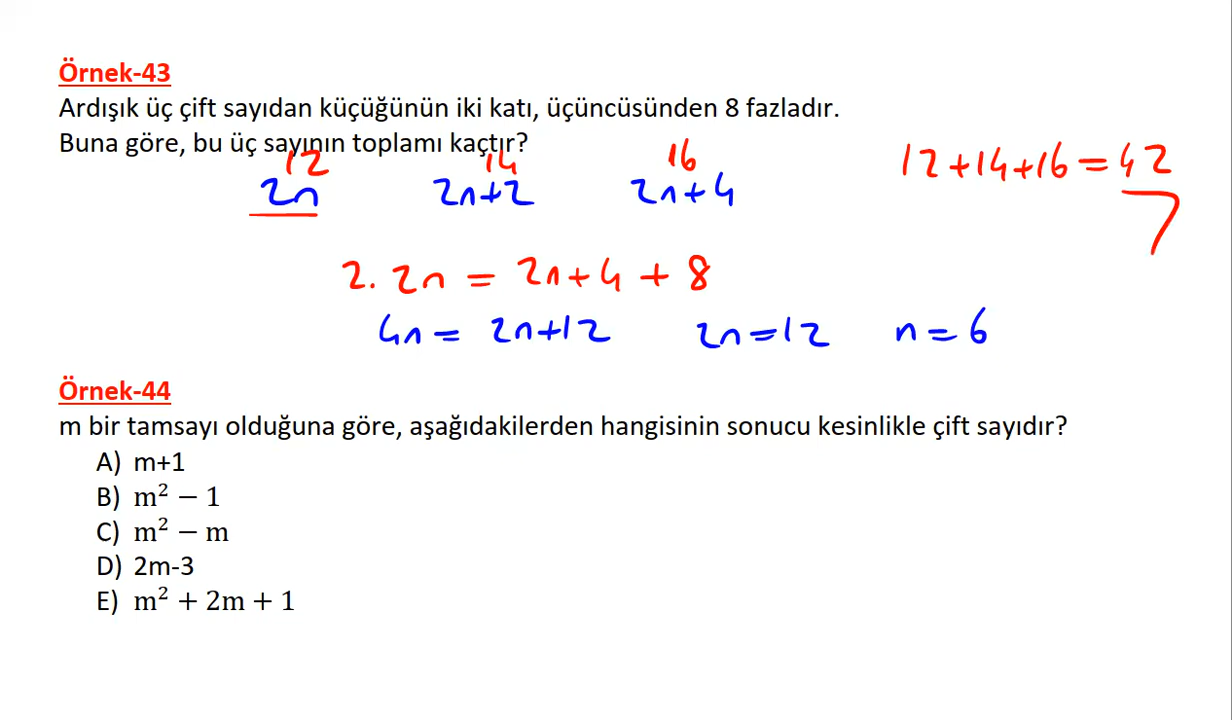 Örnek-43
Ardışık üç çift sayıdan küçüğünün iki katı, üçüncüsünden 8 fazladır.
Buna göre, bu üç sayının toplamı kaçtır?
12 14 16 12+14+16=42
2n 2n+2 2n+4
2. 2n = 2n+4 + 8
4n = 2n+12 2n=12 n=6
Örnek-44
m bir tamsayı olduğuna göre, aşağıdakilerden hangisinin sonucu kesinlikle çift sayıdır?
A) m+1
B) m² − 1
C) m² − m
D) 2m-3
E) m² + 2m + 1